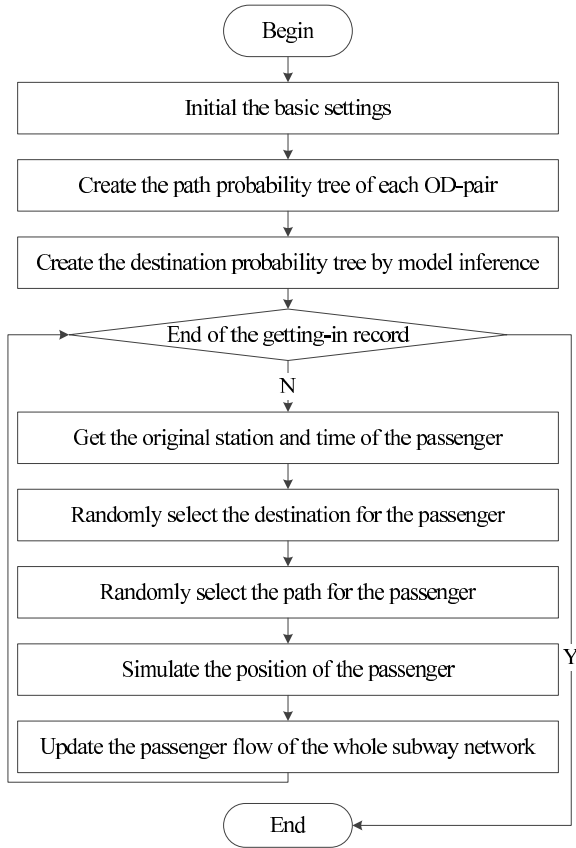 Begin
Initial the basic settings
Create the path probability tree of each OD-pair
Create the destination probability tree by model inference
End of the getting-in record
N
Get the original station and time of the passenger
Randomly select the destination for the passenger
Randomly select the path for the passenger
Y
Simulate the position of the passenger
Update the passenger flow of the whole subway network
End